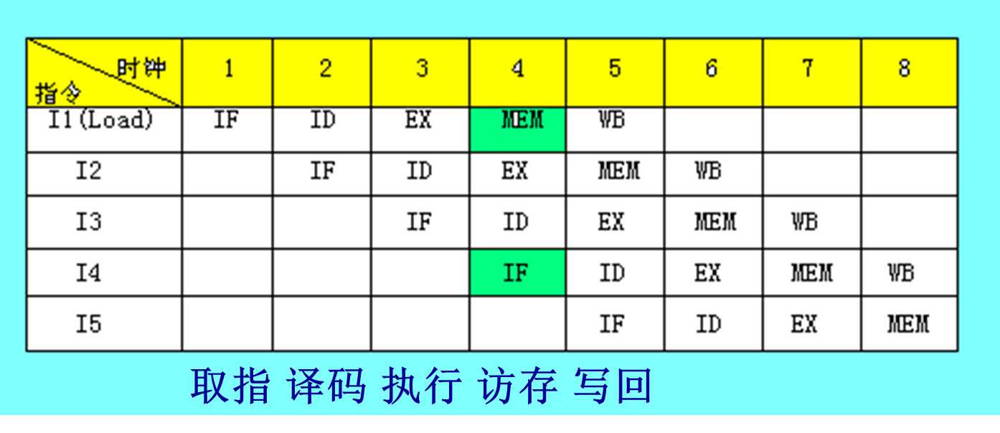 时钟 1 2 3 4 5 6 7 8
指令
I1(Load) IF ID EX MEM WB
I2 IF ID EX MEM WB
I3 IF ID EX MEM WB
I4 IF ID EX MEM WB
I5 IF ID EX MEM
取指 译码 执行 访存 写回